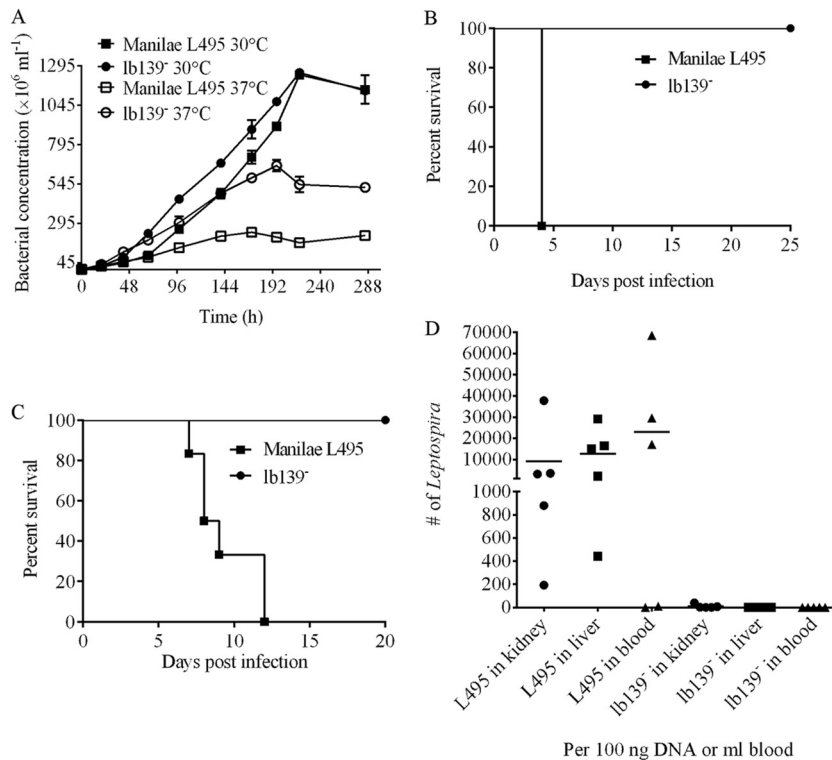 A
Manilae L495 30°C
lb139⁻ 30°C
Manilae L495 37°C
lb139⁻ 37°C
Bacterial concentration (×10⁶ ml⁻¹)
1295
1045
795
545
295
45
0 48 96 144 192 240 288
Time (h)
B
Manilae L495
lb139⁻
Percent survival
100
80
60
40
20
0
0 5 10 15 20 25
Days post infection
C
Manilae L495
lb139⁻
Percent survival
100
80
60
40
20
0
0 5 10 15 20
Days post infection
D
# of Leptospira
70000
60000
50000
40000
30000
20000
10000
1000
800
600
400
200
0
L495 in kidney
L495 in liver
L495 in blood
lb139⁻ in kidney
lb139⁻ in liver
lb139⁻ in blood
Per 100 ng DNA or ml blood